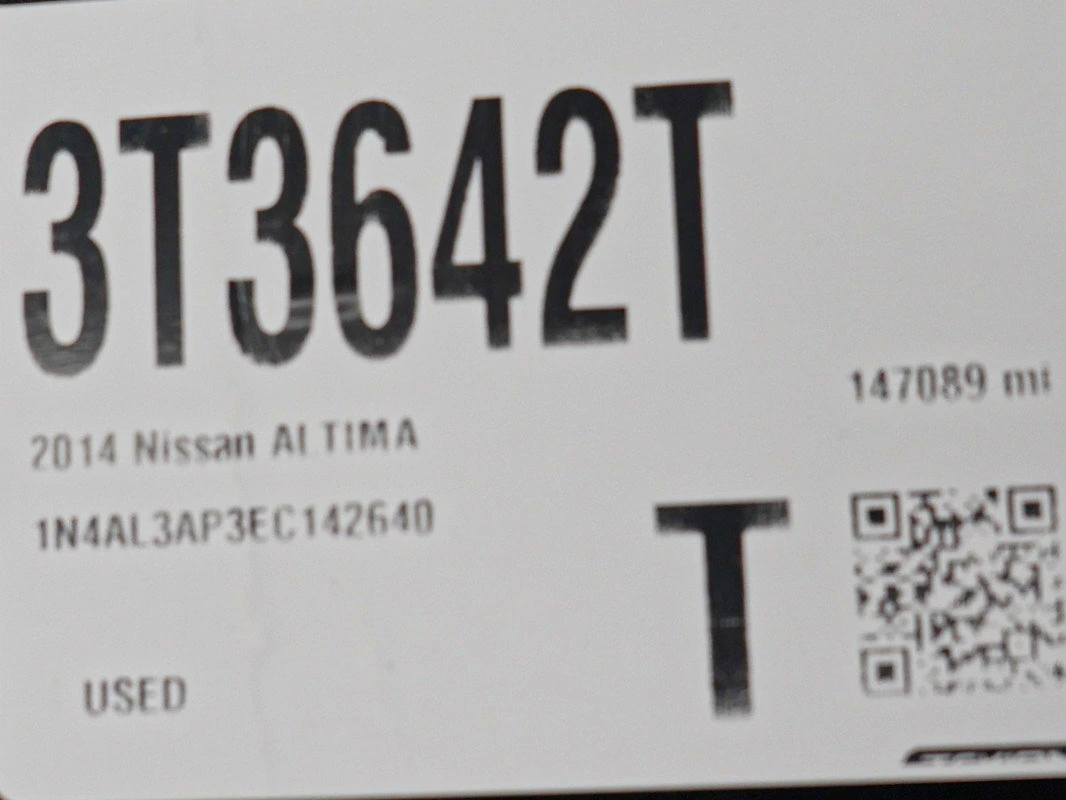 3T3642T
147089 mi
2014 Nissan ALTIMA
1N4AL3AP3EC142640
T
USED